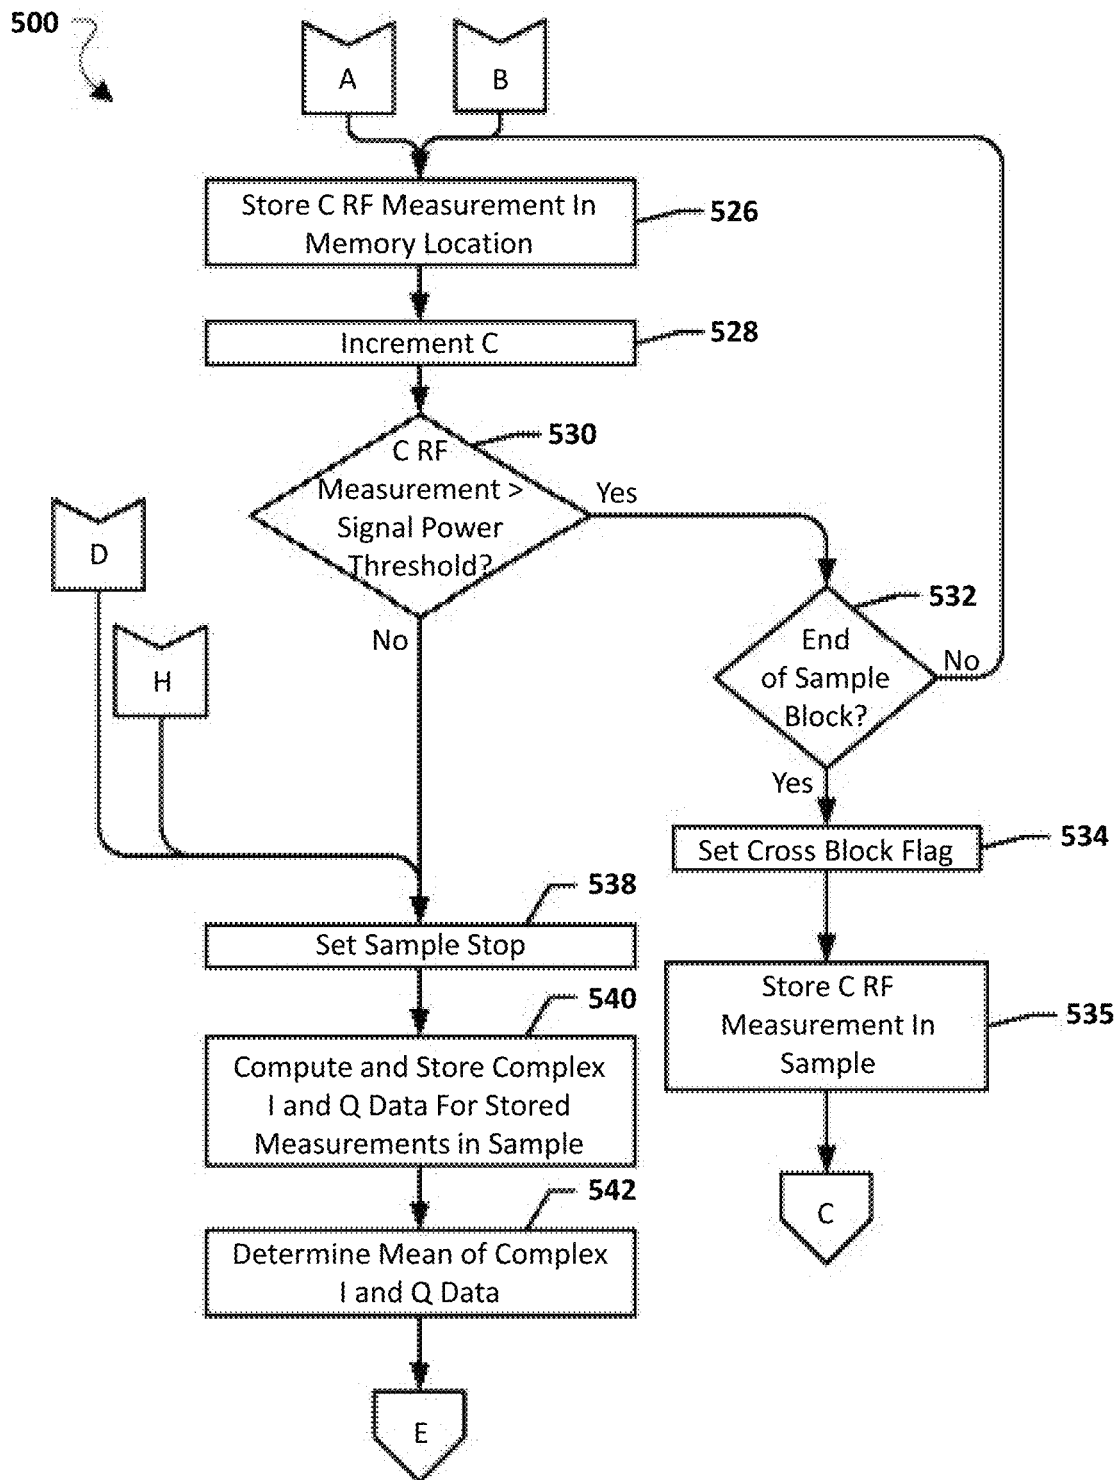 500
A
B
Store C RF Measurement In
Memory Location
526
Increment C
528
530
C RF
Measurement >
Signal Power
Threshold?
Yes
No
D
H
532
End
of Sample
Block?
No
Yes
Set Cross Block Flag
534
538
Set Sample Stop
Store C RF
Measurement In
Sample
535
540
Compute and Store Complex
I and Q Data For Stored
Measurements in Sample
542
Determine Mean of Complex
I and Q Data
C
E